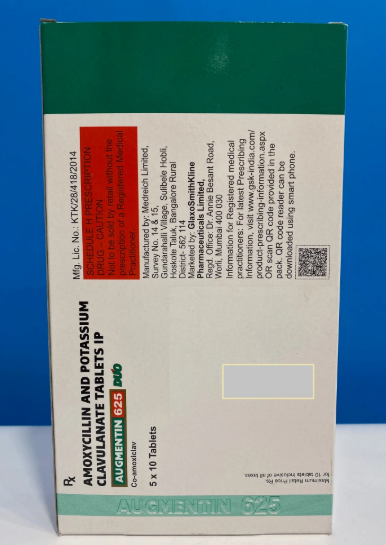 Rx
AMOXYCILLIN AND POTASSIUM
CLAVULANATE TABLETS IP
AUGMENTIN 625 DUO
Co-amoxiclav
5 x 10 Tablets
Mfg. Lic. No.: KTK/28/418/2014
SCHEDULE H PRESCRIPTION
DRUG - CAUTION
Not to be sold by retail without the
prescription of a Registered Medical
Practitioner.
Manufactured by: Medreich Limited,
Survey Nos. 14 & 15,
Gundarahalli Village, Sulibele Hobli,
Hoskote Taluk, Bangalore Rural
District- 562 114
Marketed by: GlaxoSmithKline
Pharmaceuticals Limited,
Regd. Office: Dr. Annie Besant Road,
Worli, Mumbai 400 030
Information for Registered medical
practitioners: For latest Prescribing
Information, visit www.gsk-india.com/
product-prescribing-information.aspx
OR scan QR code provided in the
pack. QR code reader can be
downloaded using smart phone.
Maximum Retail Price Rs.
for 10 tablets inclusive of all taxes
AUGMENTIN 625